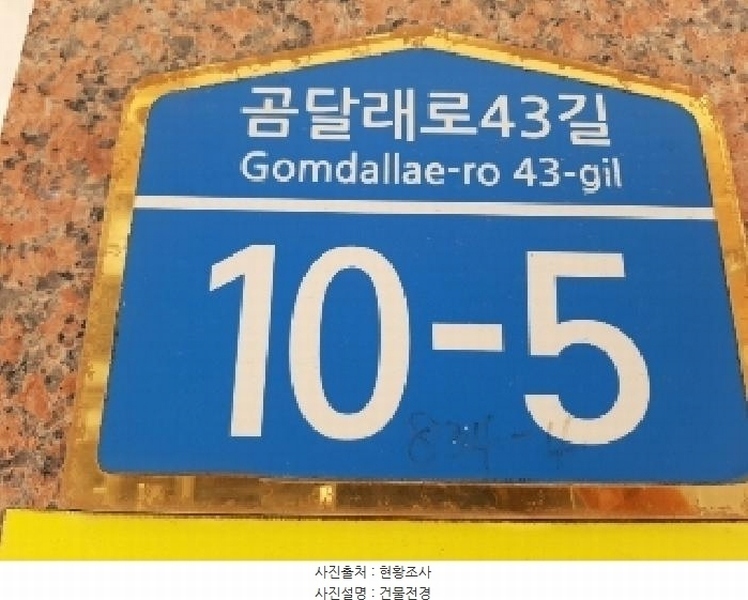 곰달래로43길
Gomdallae-ro 43-gil
10-5
사진출처 : 현황조사
사진설명 : 건물전경